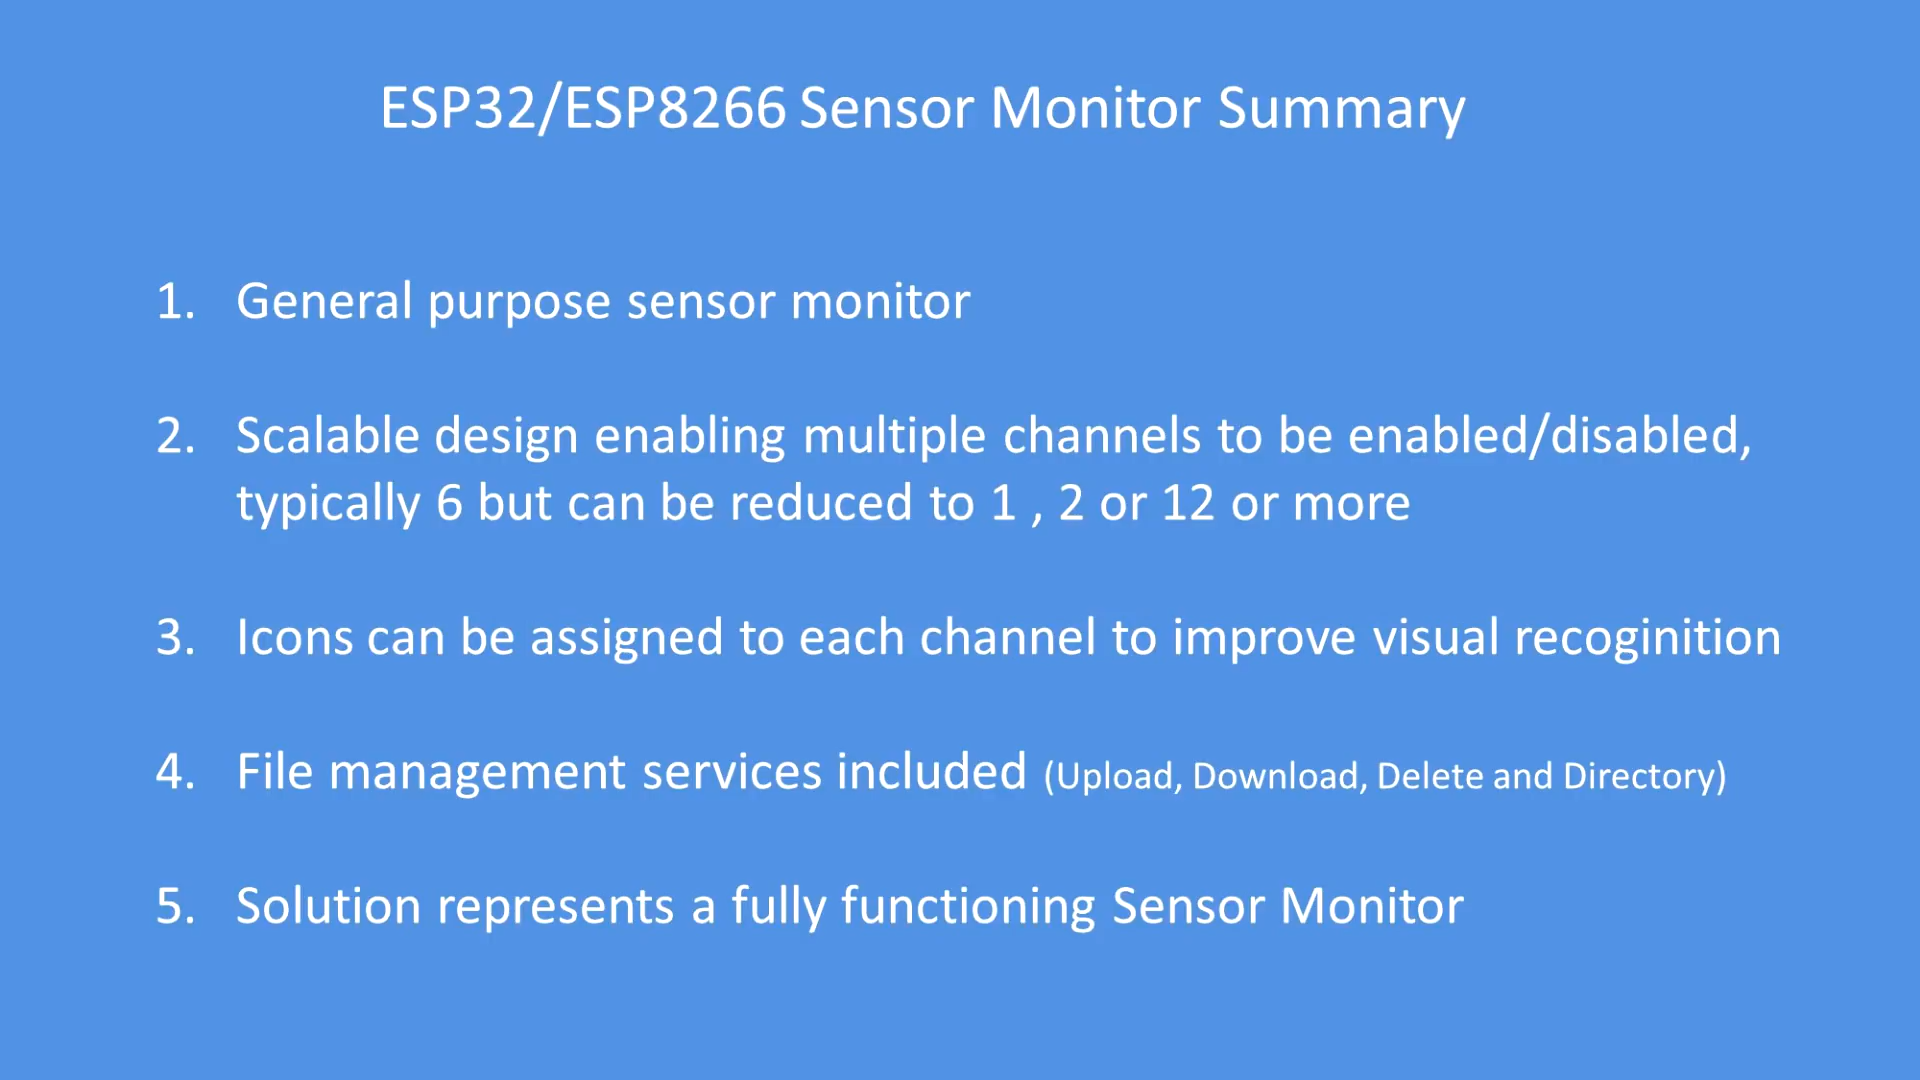 ESP32/ESP8266 Sensor Monitor Summary
1. General purpose sensor monitor
2. Scalable design enabling multiple channels to be enabled/disabled,
typically 6 but can be reduced to 1 , 2 or 12 or more
3. Icons can be assigned to each channel to improve visual recoginition
4. File management services included (Upload, Download, Delete and Directory)
5. Solution represents a fully functioning Sensor Monitor